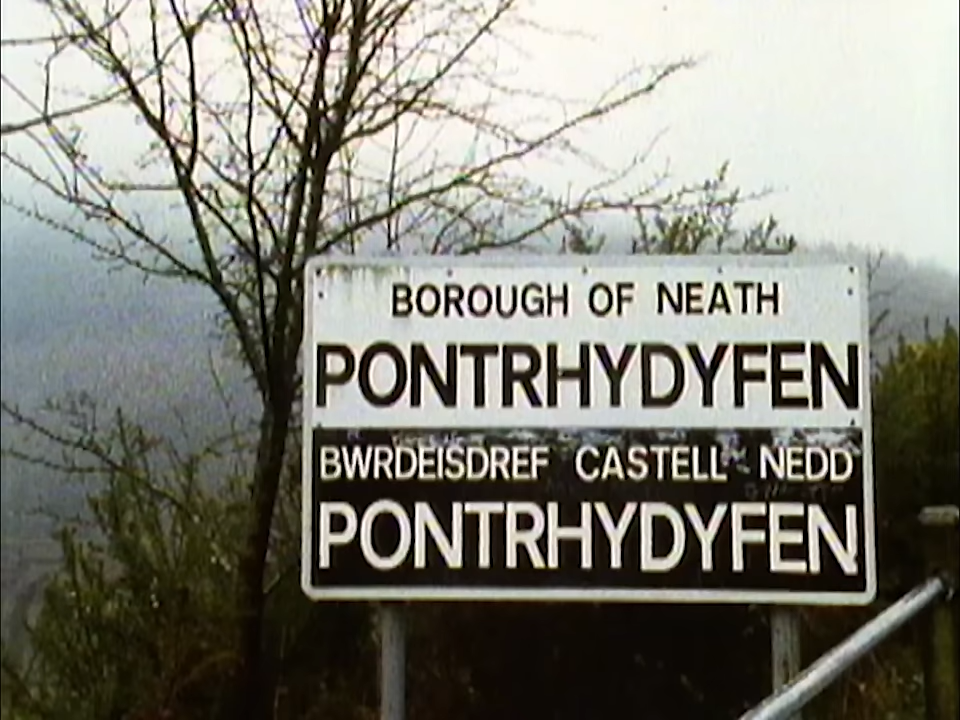 BOROUGH OF NEATH
PONTRHYDYFEN
BWRDEISDREF CASTELL-NEDD
PONTRHYDYFEN